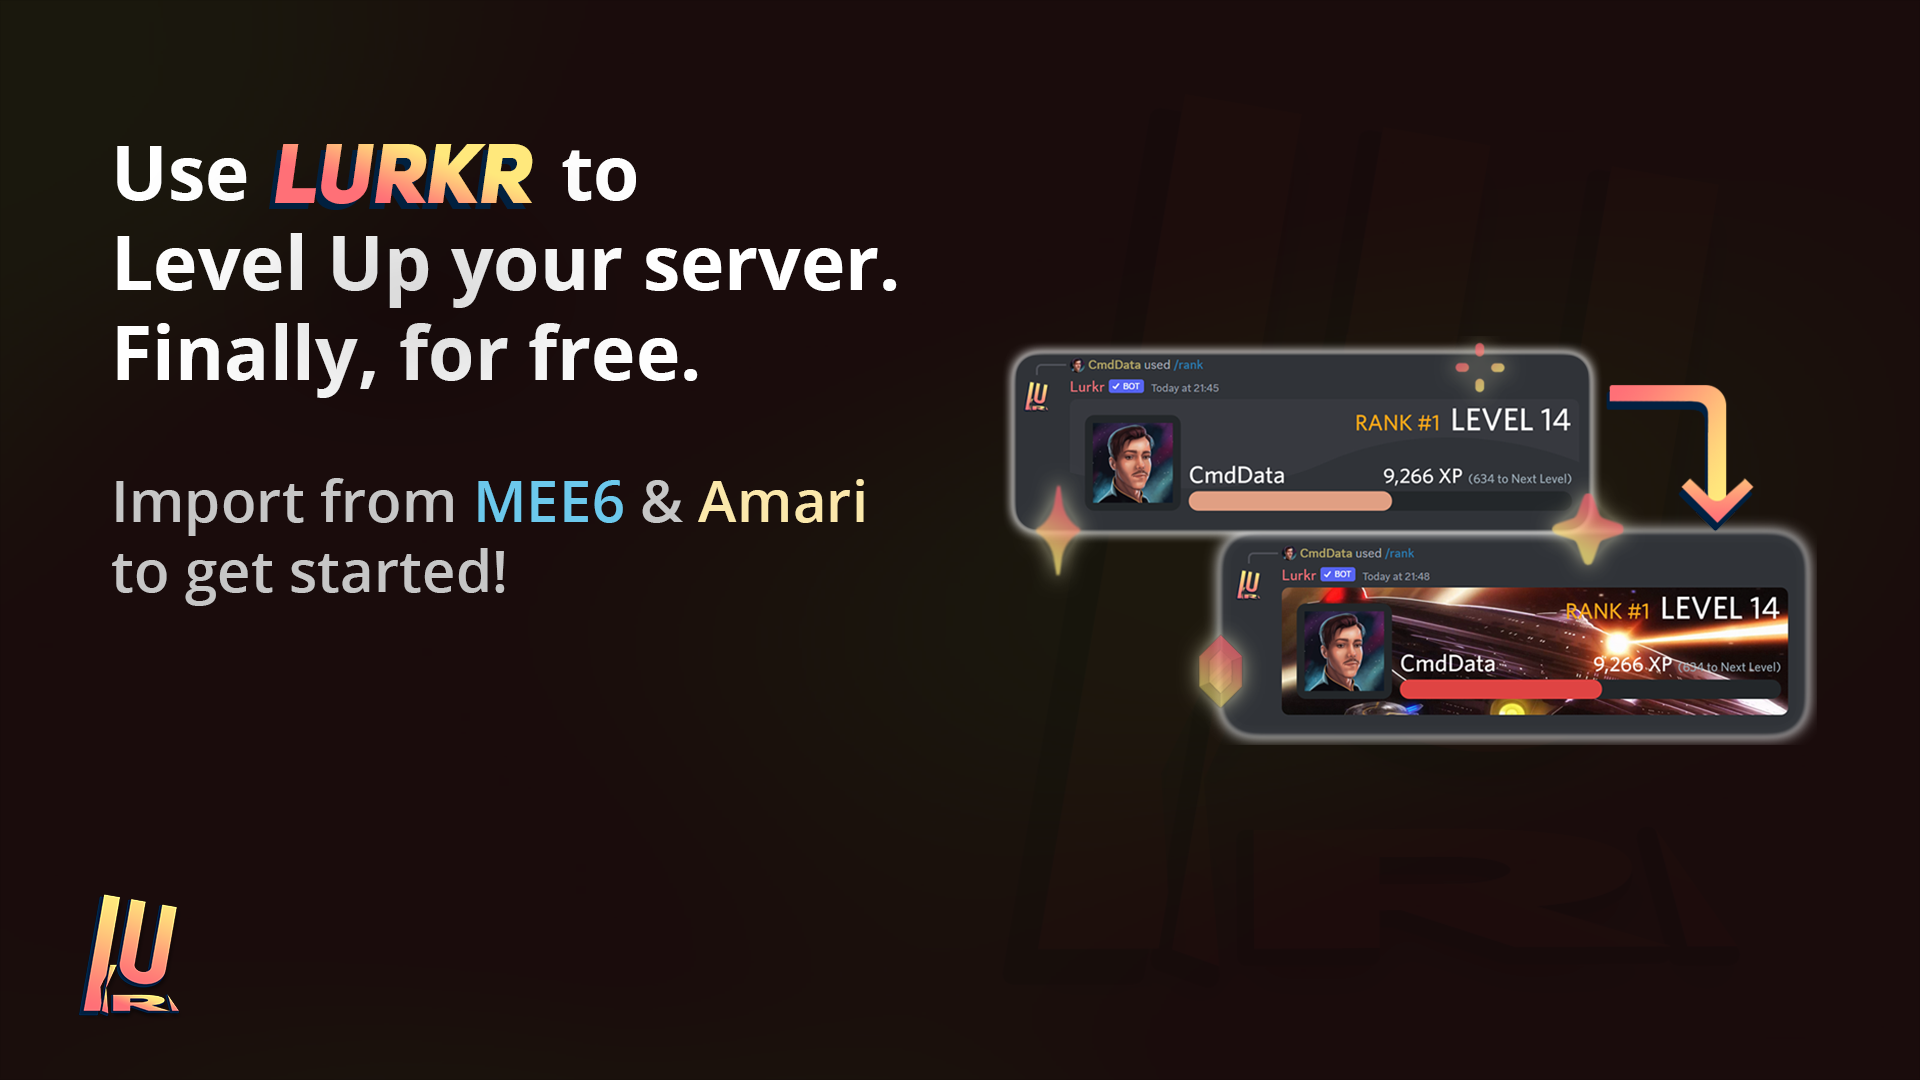 Use LURKR to
Level Up your server.
Finally, for free.
Import from MEE6 & Amari
to get started!
CmdData used /rank
Lurkr ✓ BOT Today at 21:45
RANK #1 LEVEL 14
CmdData 9,266 XP (634 to Next Level)
CmdData used /rank
Lurkr ✓ BOT Today at 21:48
RANK #1 LEVEL 14
CmdData 9,266 XP (634 to Next Level)